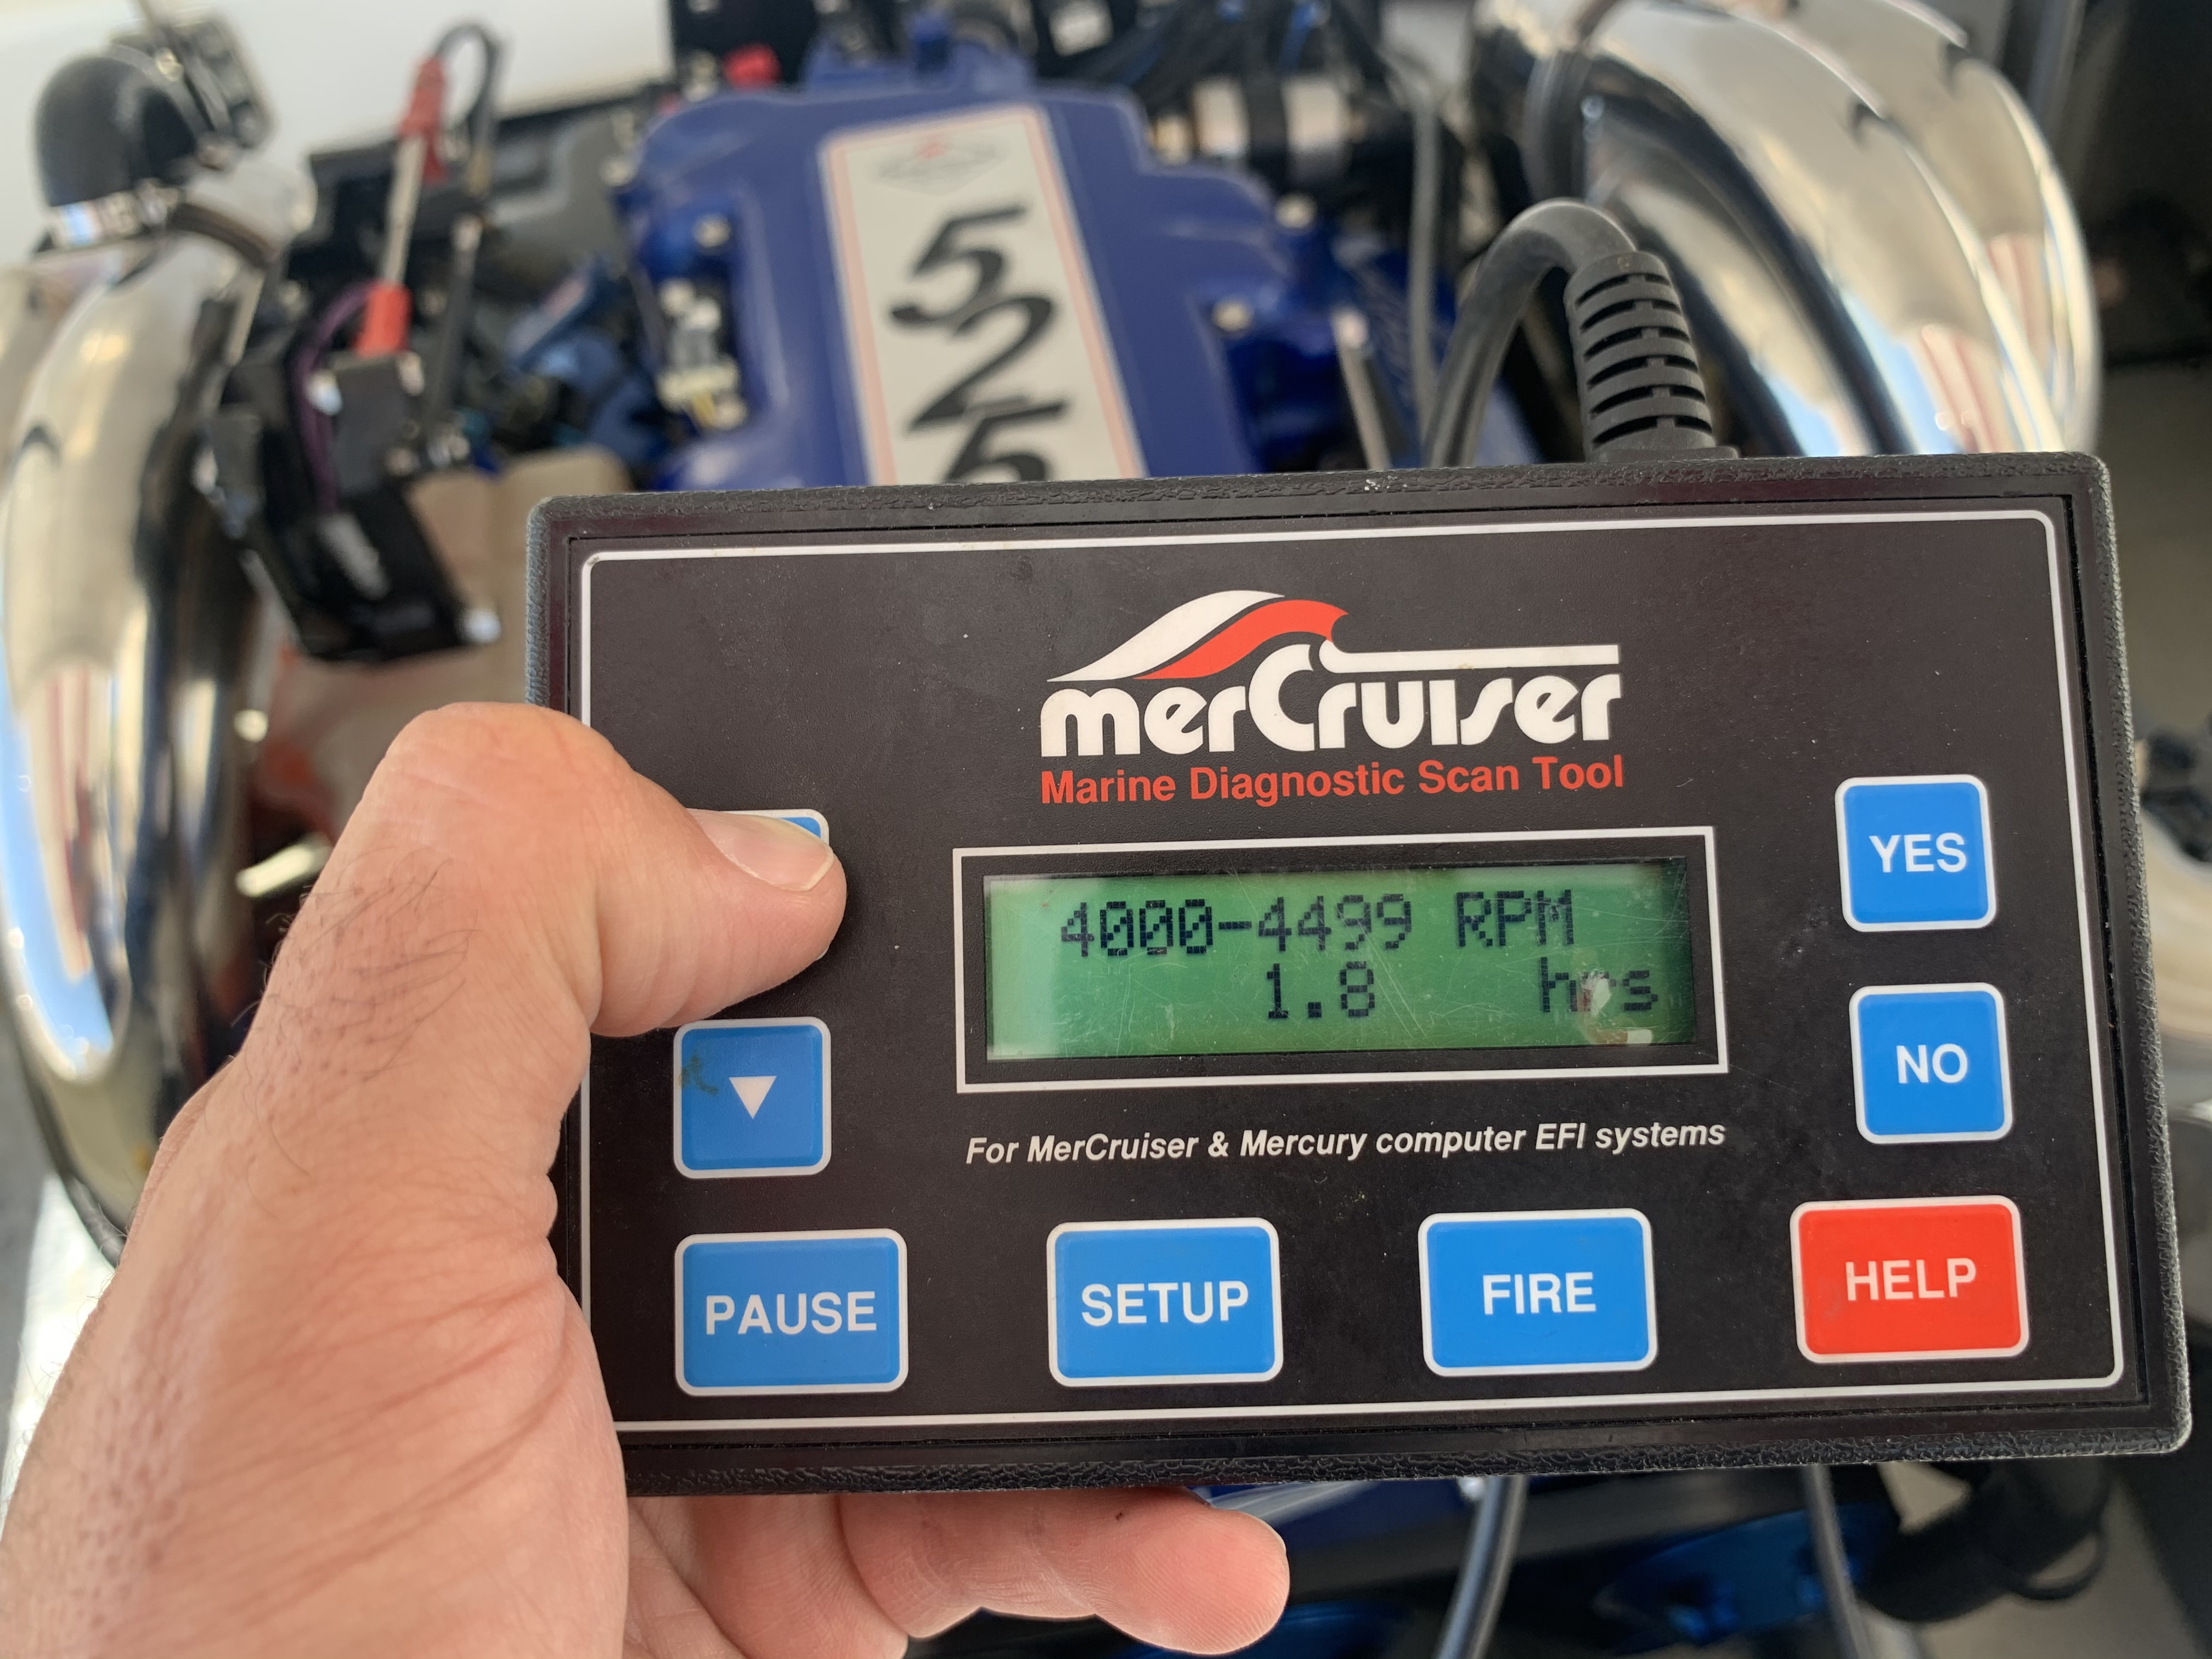 525
merCruiser
Marine Diagnostic Scan Tool
YES
4000-4499 RPM
1.8 hrs
NO
For MerCruiser & Mercury computer EFI systems
PAUSE
SETUP
FIRE
HELP